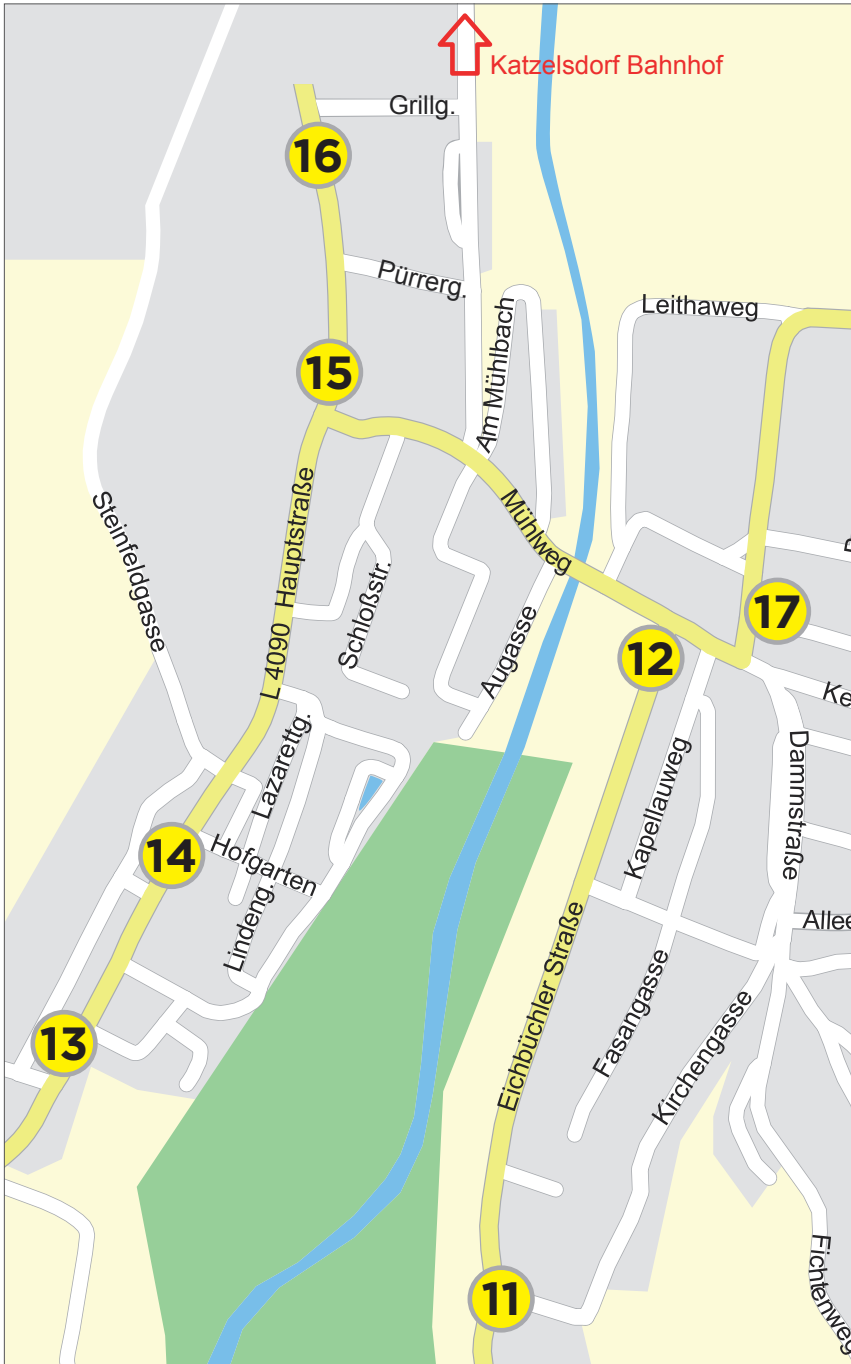 Katzelsdorf Bahnhof
Grillg.
16
Pürrerg.
Leithaweg
Am Mühlbach
15
Steinfeldgasse
L 4090 Hauptstraße
Mühlweg
Schloßstr.
17
12
Augasse
Ke
Lazarettg.
Dammstraße
Kapellauweg
14
Hofgarten
Lindeng.
Allee
Eichbüchler Straße
Fasangasse
Kirchengasse
13
11
Fichtenweg